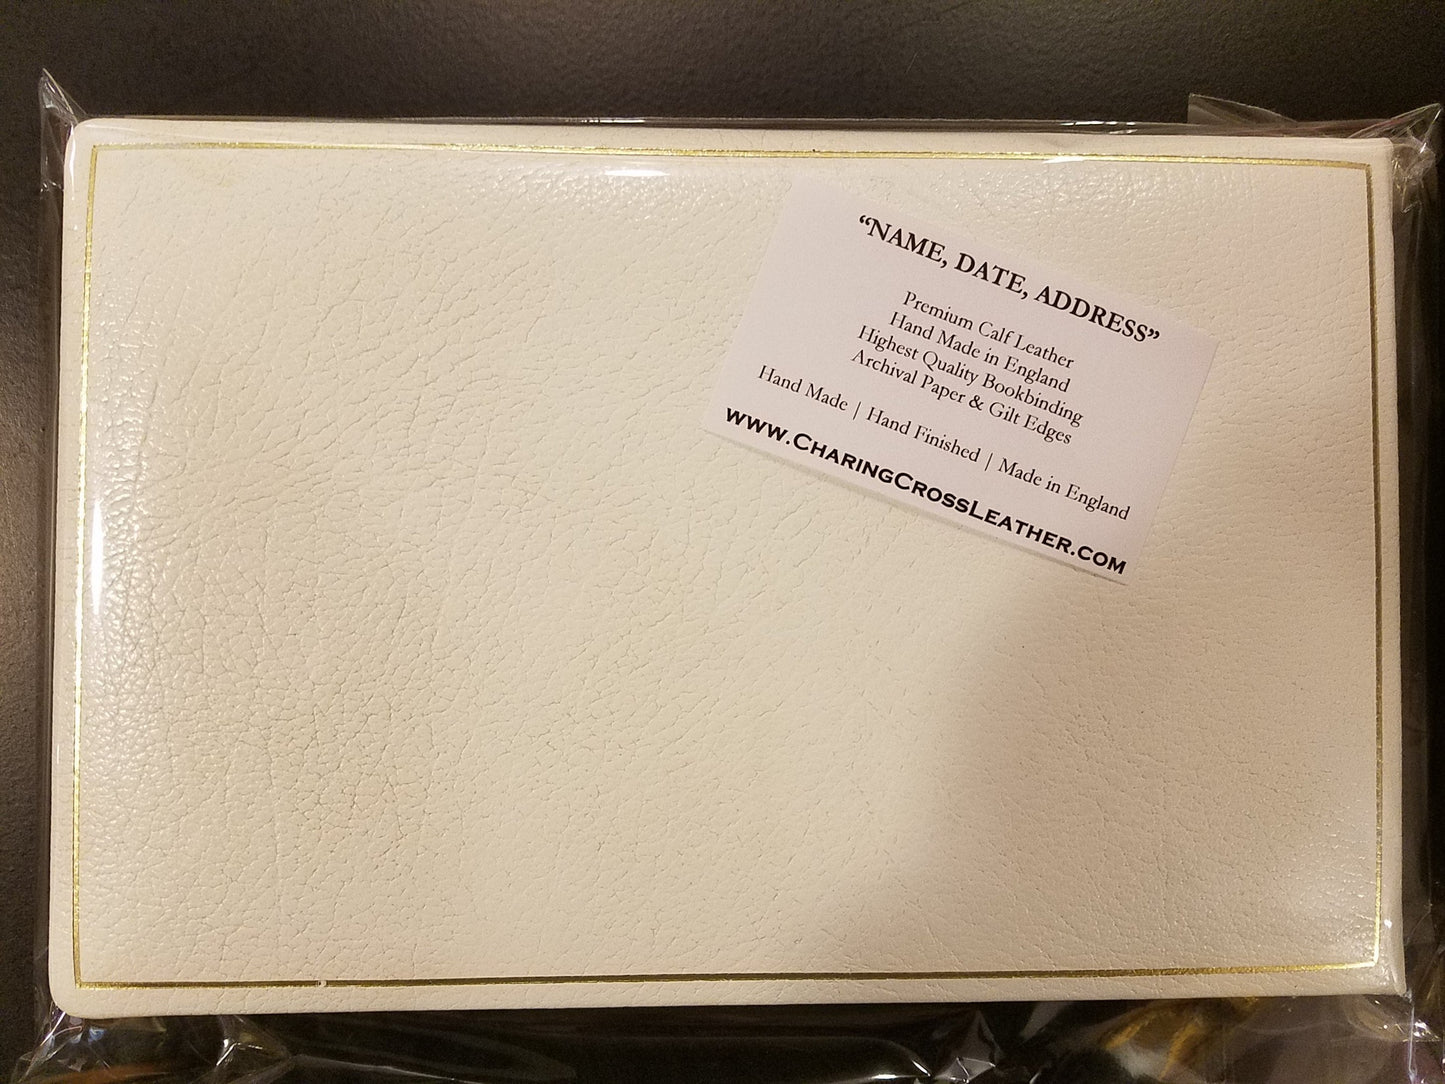 “NAME, DATE, ADDRESS”
Premium Calf Leather
Hand Made in England
Highest Quality Bookbinding
Archival Paper & Gilt Edges
Hand Made | Hand Finished | Made in England
www.CharingCrossLeather.com